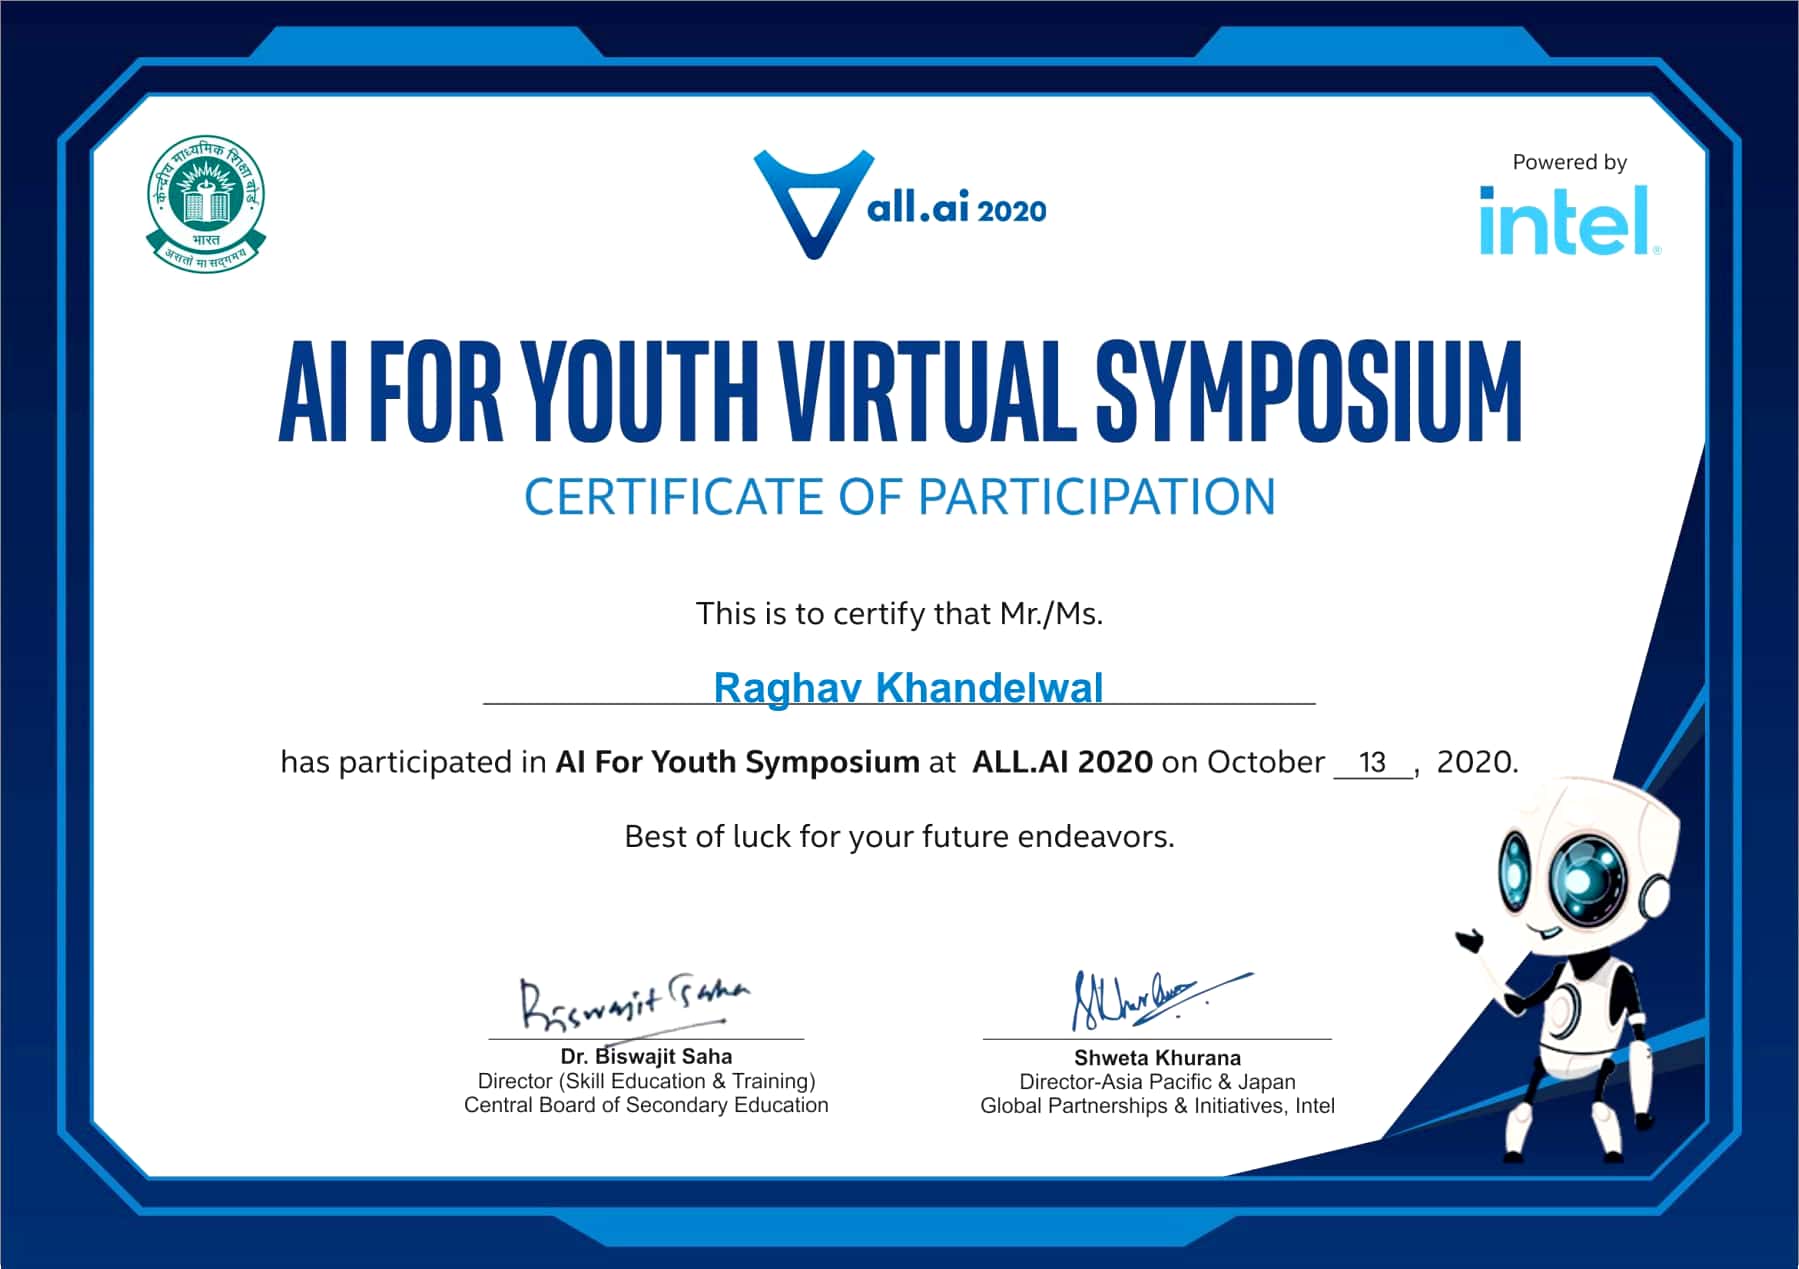 केन्द्रीय माध्यमिक शिक्षा बोर्ड
भारत
असतो मा सद्गमय
all.ai 2020
Powered by
intel®
AI FOR YOUTH VIRTUAL SYMPOSIUM
CERTIFICATE OF PARTICIPATION
This is to certify that Mr./Ms.
Raghav Khandelwal
has participated in AI For Youth Symposium at ALL.AI 2020 on October 13, 2020.
Best of luck for your future endeavors.
Biswajit Saha
SKhurana
Dr. Biswajit Saha
Director (Skill Education & Training)
Central Board of Secondary Education
Shweta Khurana
Director-Asia Pacific & Japan
Global Partnerships & Initiatives, Intel